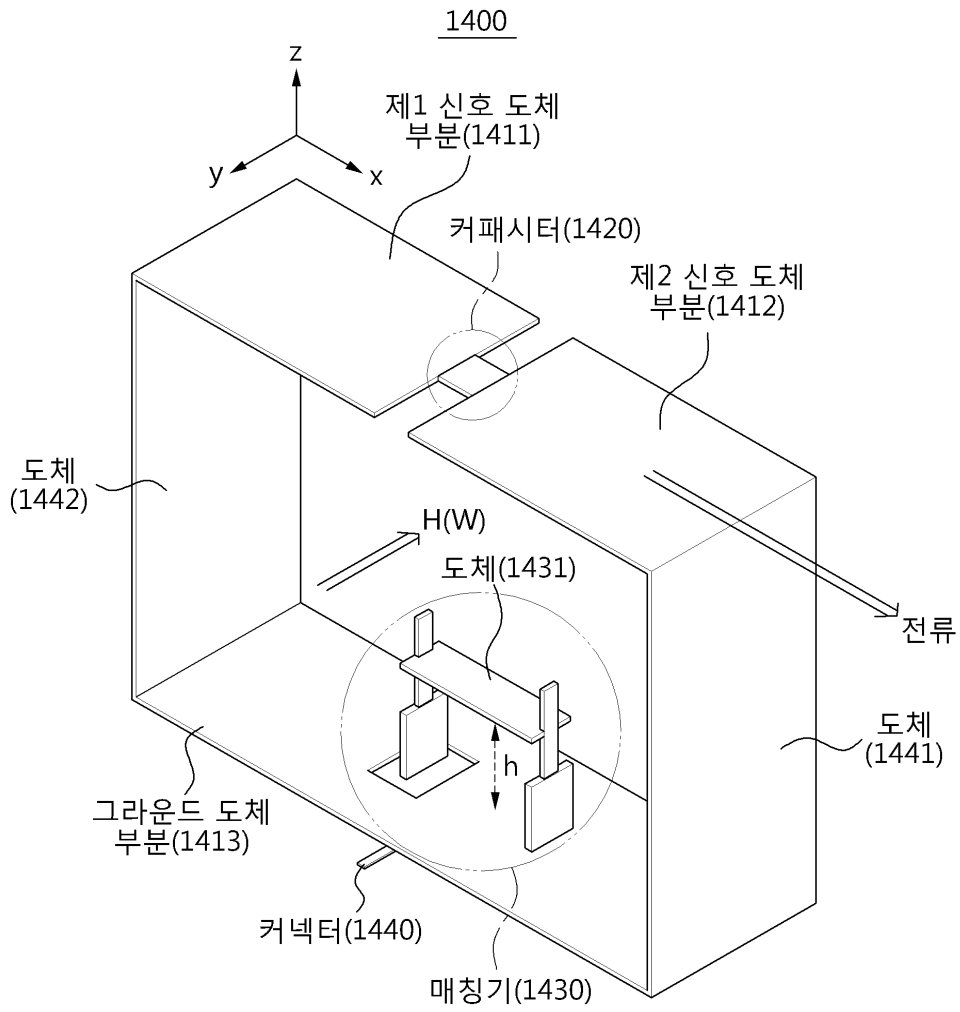 1400
z
y
x
제1 신호 도체
부분(1411)
커패시터(1420)
제2 신호 도체
부분(1412)
도체
(1442)
H(W)
도체(1431)
전류
h
도체
(1441)
그라운드 도체
부분(1413)
커넥터(1440)
매칭기(1430)